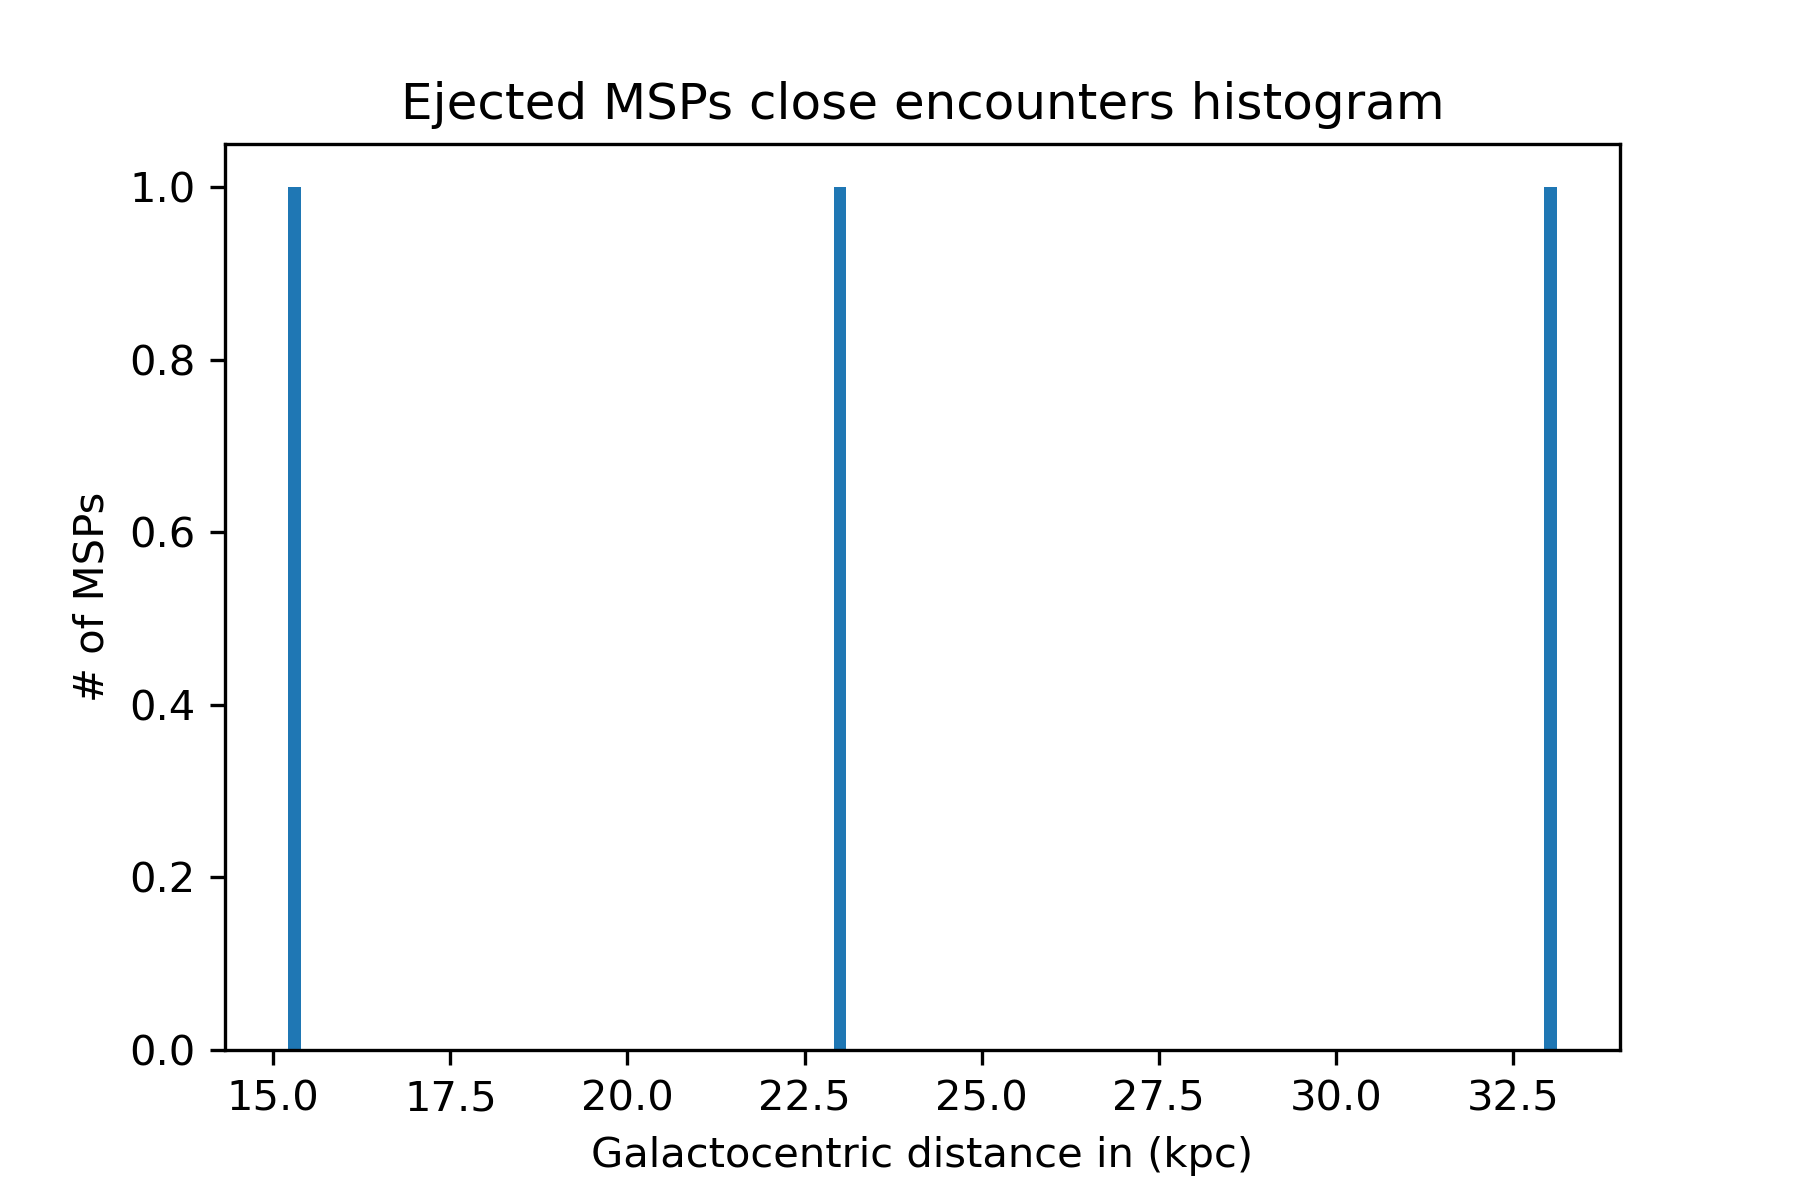 Ejected MSPs close encounters histogram
# of MSPs
1.0
0.8
0.6
0.4
0.2
0.0
15.0 17.5 20.0 22.5 25.0 27.5 30.0 32.5
Galactocentric distance in (kpc)